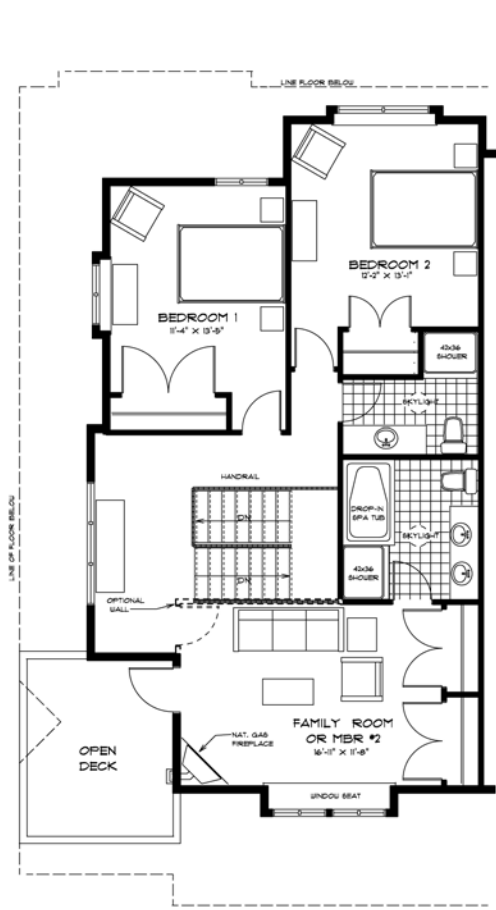 LINE FLOOR BELOW
BEDROOM 2
12'-2" X 13'-1"
BEDROOM 1
11'-4" X 13'-5"
42x36
SHOWER
SKYLIGHT
HANDRAIL
LINE OF FLOOR BELOW
DN
DROP-IN
SPA TUB
SKYLIGHT
DN
42x36
SHOWER
OPTIONAL
WALL
FAMILY ROOM
OR MBR #2
16'-11" X 11'-8"
NAT. GAS
FIREPLACE
OPEN
DECK
WINDOW SEAT